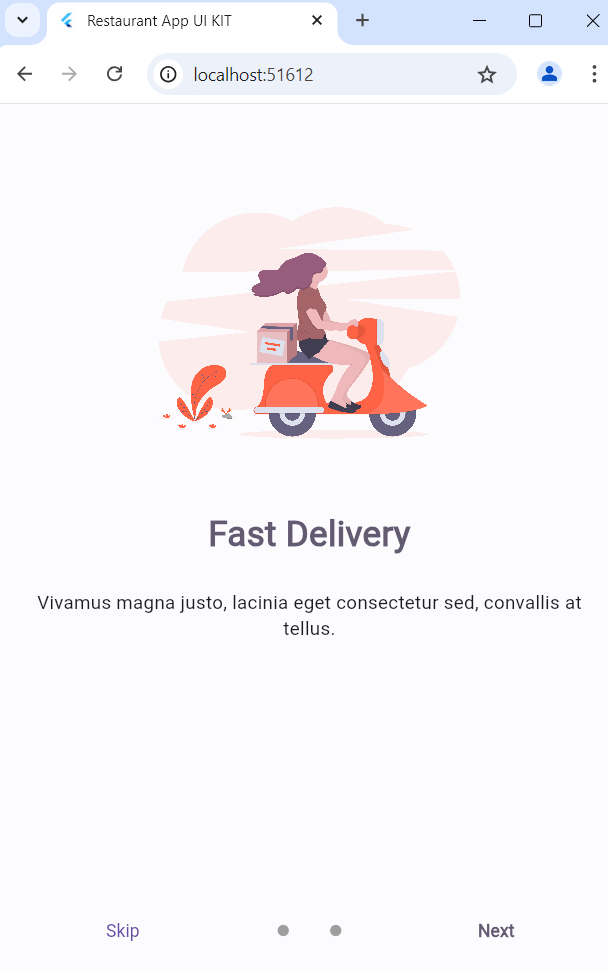 Restaurant App UI KIT
localhost:51612
Fast Delivery
Vivamus magna justo, lacinia eget consectetur sed, convallis at
tellus.
Skip
Next